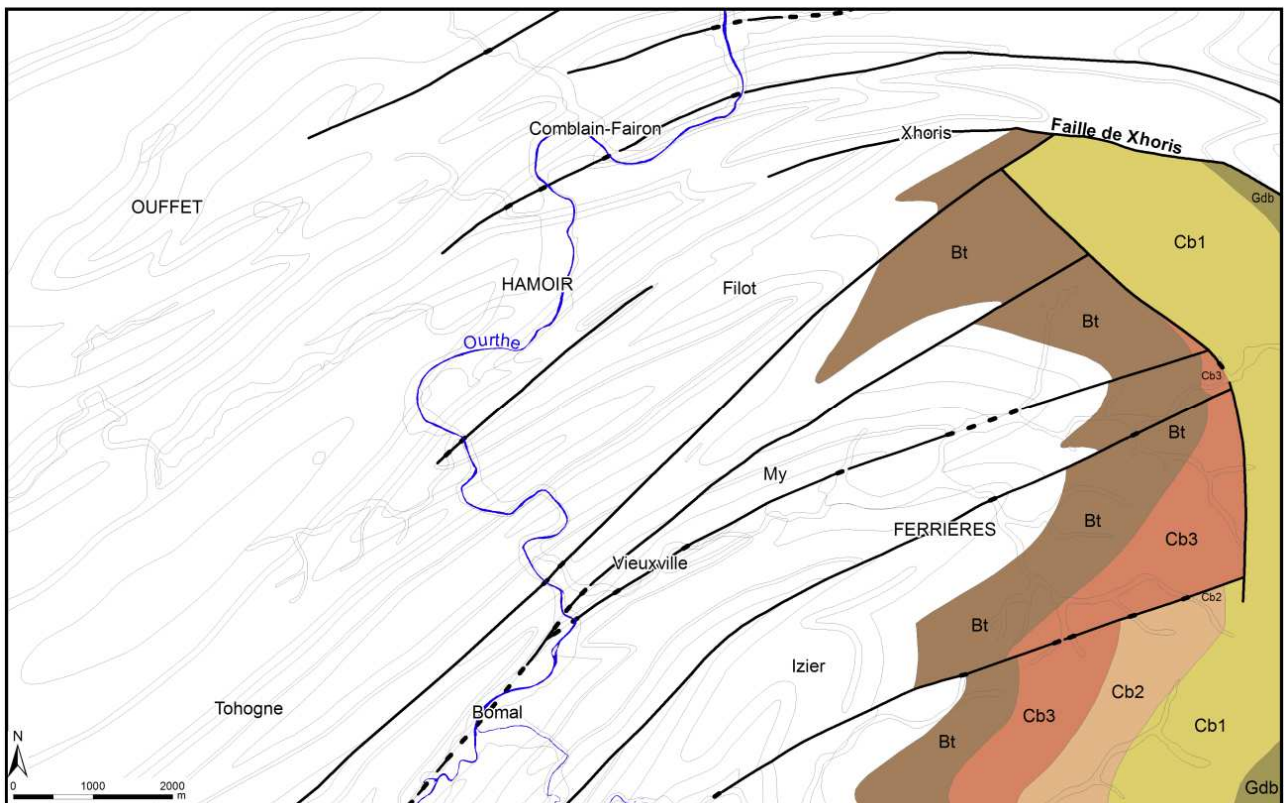 Comblain-Fairon
Xhoris
Faille de Xhoris
OUFFET
Gdb
Cb1
Bt
HAMOIR
Filot
Ourthe
Bt
Cb3
Bt
My
FERRIÈRES
Bt
Cb3
Vieuxville
Cb2
Bt
Izier
Cb2
Tohogne
Bomal
Cb3
Cb1
Bt
N
Gdb
0 1000 2000
m